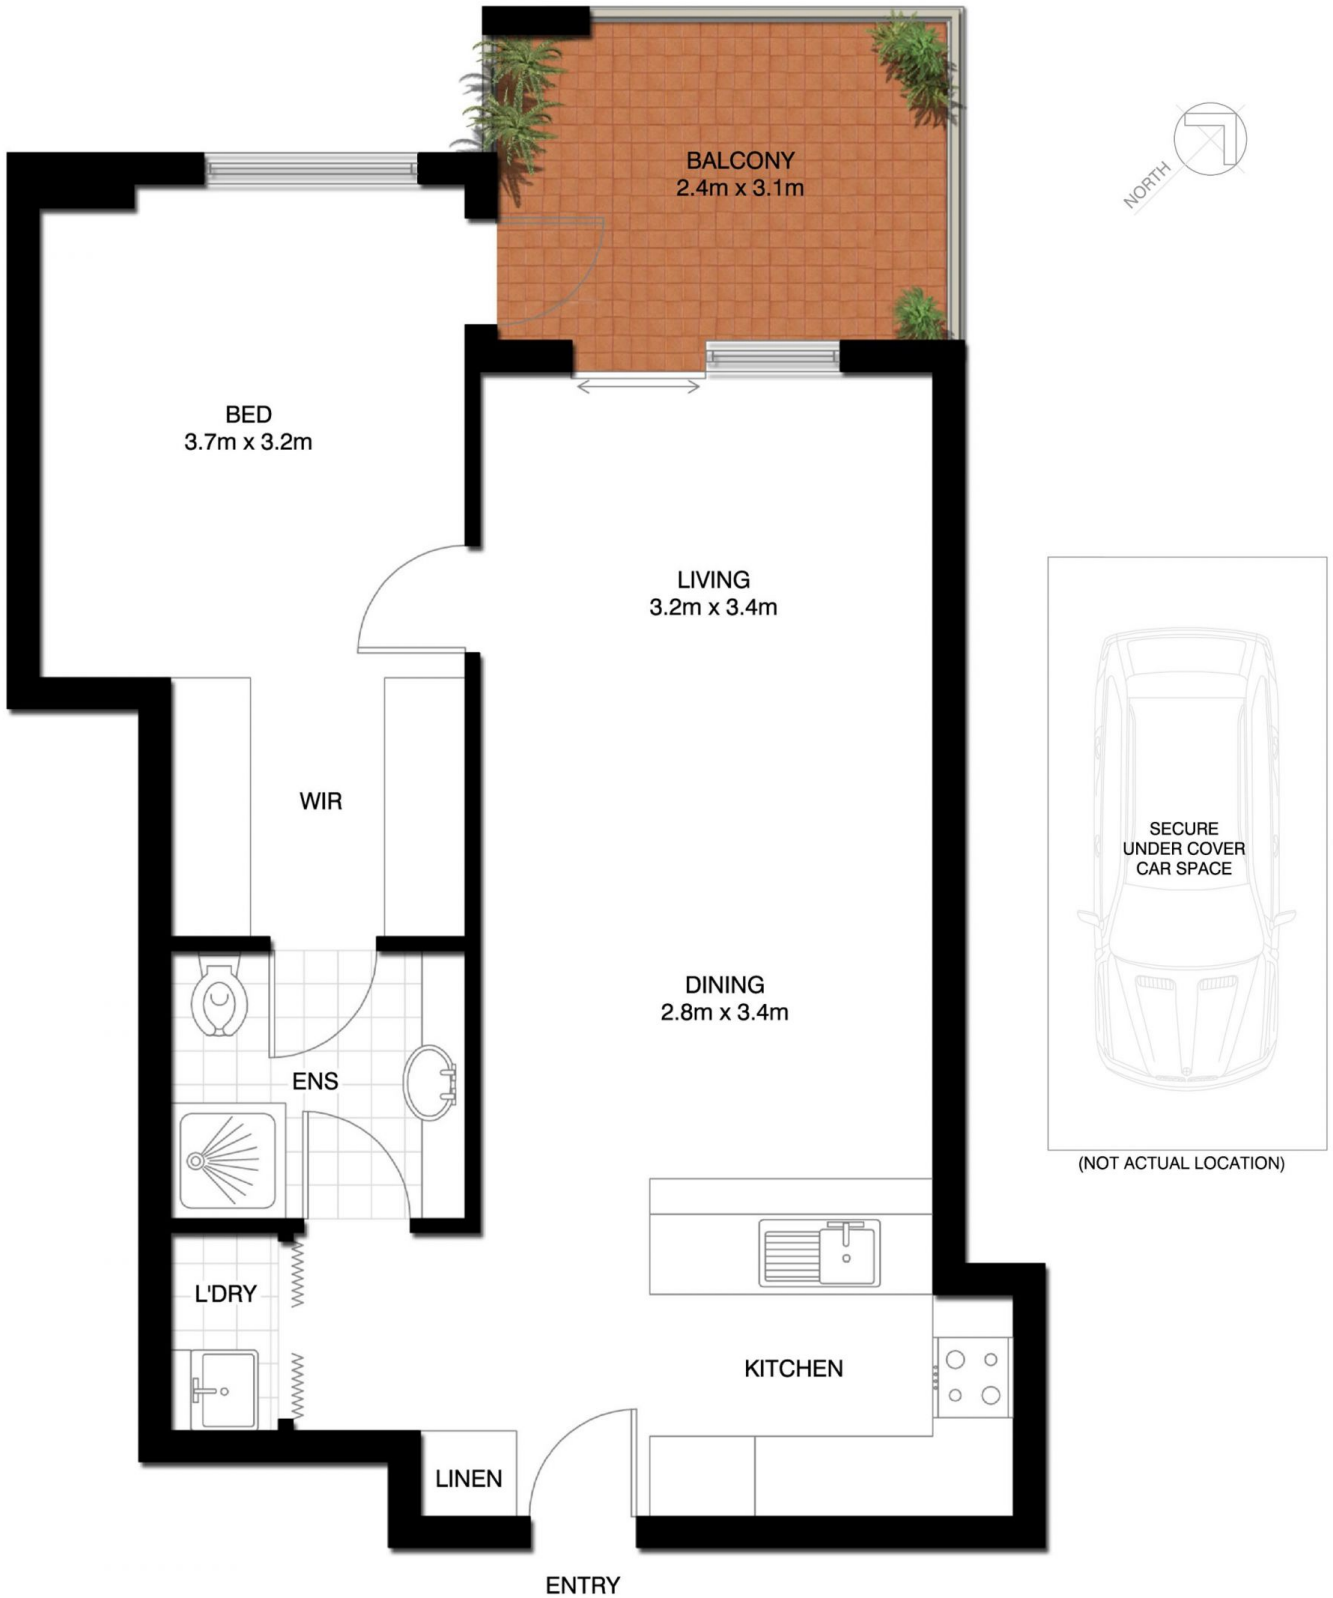 BALCONY
2.4m x 3.1m
NORTH
BED
3.7m x 3.2m
LIVING
3.2m x 3.4m
WIR
SECURE
UNDER COVER
CAR SPACE
DINING
2.8m x 3.4m
ENS
(NOT ACTUAL LOCATION)
L'DRY
KITCHEN
LINEN
ENTRY